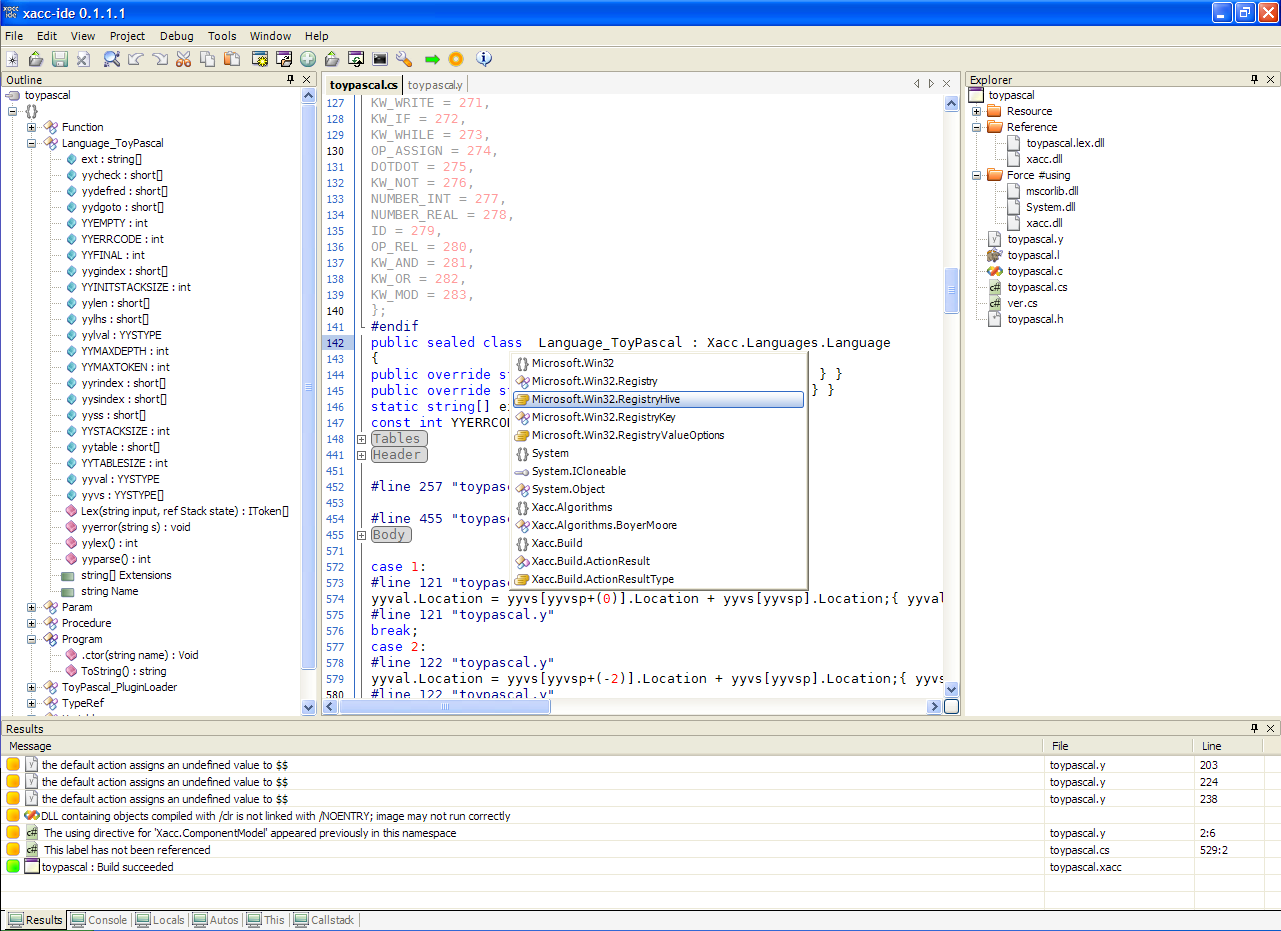 xacc-ide 0.1.1.1
File Edit View Project Debug Tools Window Help
Outline
toypascal
{}
Function
Language_ToyPascal
ext : string[]
yycheck : short[]
yydefred : short[]
yydgoto : short[]
YYEMPTY : int
YYERRCODE : int
YYFINAL : int
yygindex : short[]
YYINITSTACKSIZE : int
yylen : short[]
yylhs : short[]
yylval : YYSTYPE
YYMAXDEPTH : int
YYMAXTOKEN : int
yyrindex : short[]
yysindex : short[]
yyss : short[]
YYSTACKSIZE : int
yytable : short[]
YYTABLESIZE : int
yyval : YYSTYPE
yyvs : YYSTYPE[]
Lex(string input, ref Stack state) : IToken[]
yyerror(string s) : void
yylex() : int
yyparse() : int
string[] Extensions
string Name
Param
Procedure
Program
.ctor(string name) : Void
ToString() : string
ToyPascal_PluginLoader
TypeRef
toypascal.cs toypascal.y
127 KW_WRITE = 271,
128 KW_IF = 272,
129 KW_WHILE = 273,
130 OP_ASSIGN = 274,
131 DOTDOT = 275,
132 KW_NOT = 276,
133 NUMBER_INT = 277,
134 NUMBER_REAL = 278,
135 ID = 279,
136 OP_REL = 280,
137 KW_AND = 281,
138 KW_OR = 282,
139 KW_MOD = 283,
140 };
141 #endif
142 public sealed class Language_ToyPascal : Xacc.Languages.Language
143 {
144 public override s } }
145 public override s } }
146 static string[] e
147 const int YYERRCO
148 Tables
441 Header
451
452 #line 257 "toypas
453
454 #line 455 "toypas
455 Body
571
572 case 1:
573 #line 121 "toypas
574 yyval.Location = yyvs[yyvsp+(0)].Location + yyvs[yyvsp].Location;{ yyval
575 #line 121 "toypascal.y"
576 break;
577 case 2:
578 #line 122 "toypascal.y"
579 yyval.Location = yyvs[yyvsp+(-2)].Location + yyvs[yyvsp].Location;{ yyvs
580 #line 122 "toypascal.y"
Microsoft.Win32
Microsoft.Win32.Registry
Microsoft.Win32.RegistryHive
Microsoft.Win32.RegistryKey
Microsoft.Win32.RegistryValueOptions
System
System.ICloneable
System.Object
Xacc.Algorithms
Xacc.Algorithms.BoyerMoore
Xacc.Build
Xacc.Build.ActionResult
Xacc.Build.ActionResultType
Explorer
toypascal
Resource
Reference
toypascal.lex.dll
xacc.dll
Force #using
mscorlib.dll
System.dll
xacc.dll
toypascal.y
toypascal.l
toypascal.c
toypascal.cs
ver.cs
toypascal.h
Results
Message File Line
the default action assigns an undefined value to $$ toypascal.y 203
the default action assigns an undefined value to $$ toypascal.y 224
the default action assigns an undefined value to $$ toypascal.y 238
DLL containing objects compiled with /clr is not linked with /NOENTRY; image may not run correctly
The using directive for 'Xacc.ComponentModel' appeared previously in this namespace toypascal.y 2:6
This label has not been referenced toypascal.cs 529:2
toypascal : Build succeeded toypascal.xacc
Results Console Locals Autos This Callstack